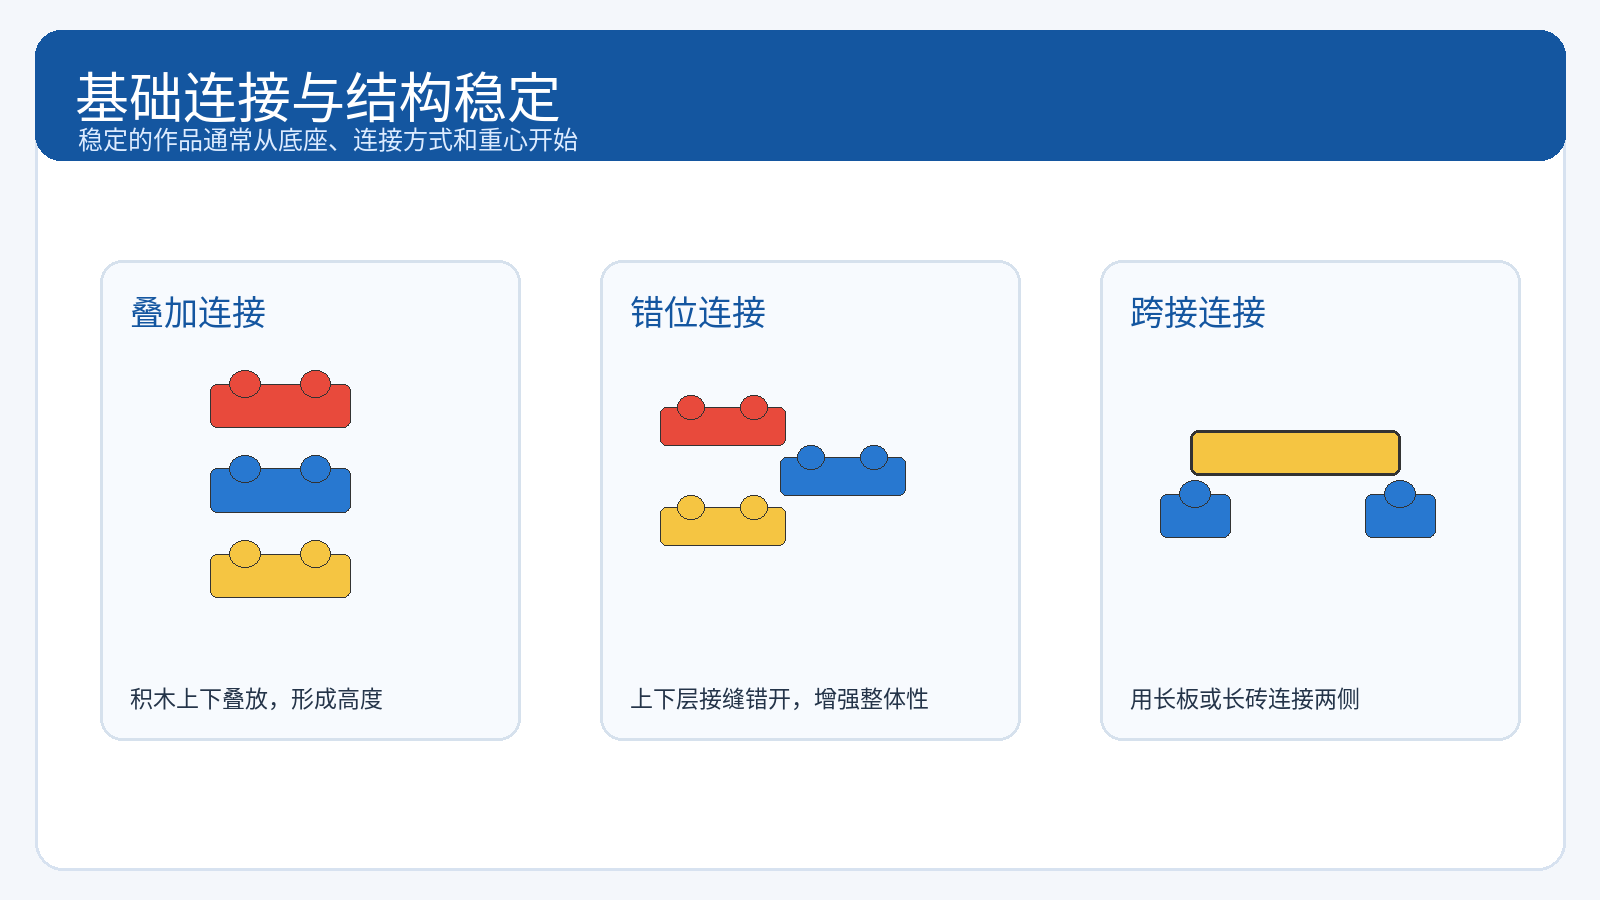 基础连接与结构稳定
稳定的作品通常从底座、连接方式和重心开始
叠加连接
积木上下叠放，形成高度
错位连接
上下层接缝错开，增强整体性
跨接连接
用长板或长砖连接两侧